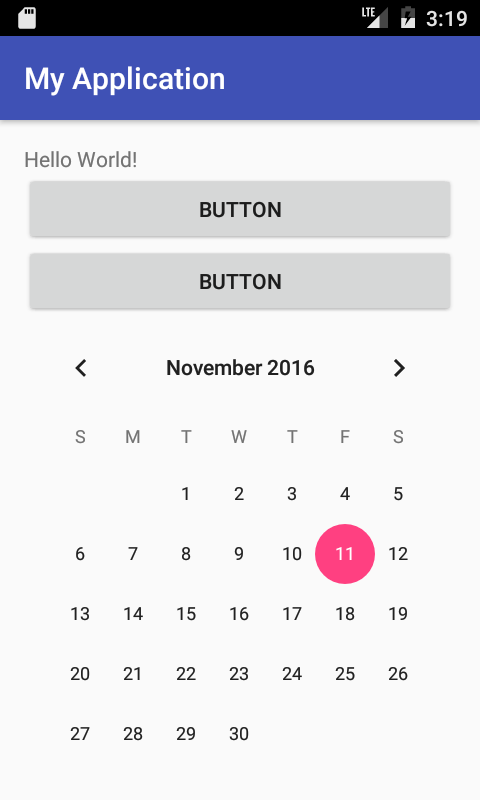 LTE 3:19
My Application
Hello World!
BUTTON
BUTTON
November 2016
S M T W T F S
1 2 3 4 5
6 7 8 9 10 11 12
13 14 15 16 17 18 19
20 21 22 23 24 25 26
27 28 29 30